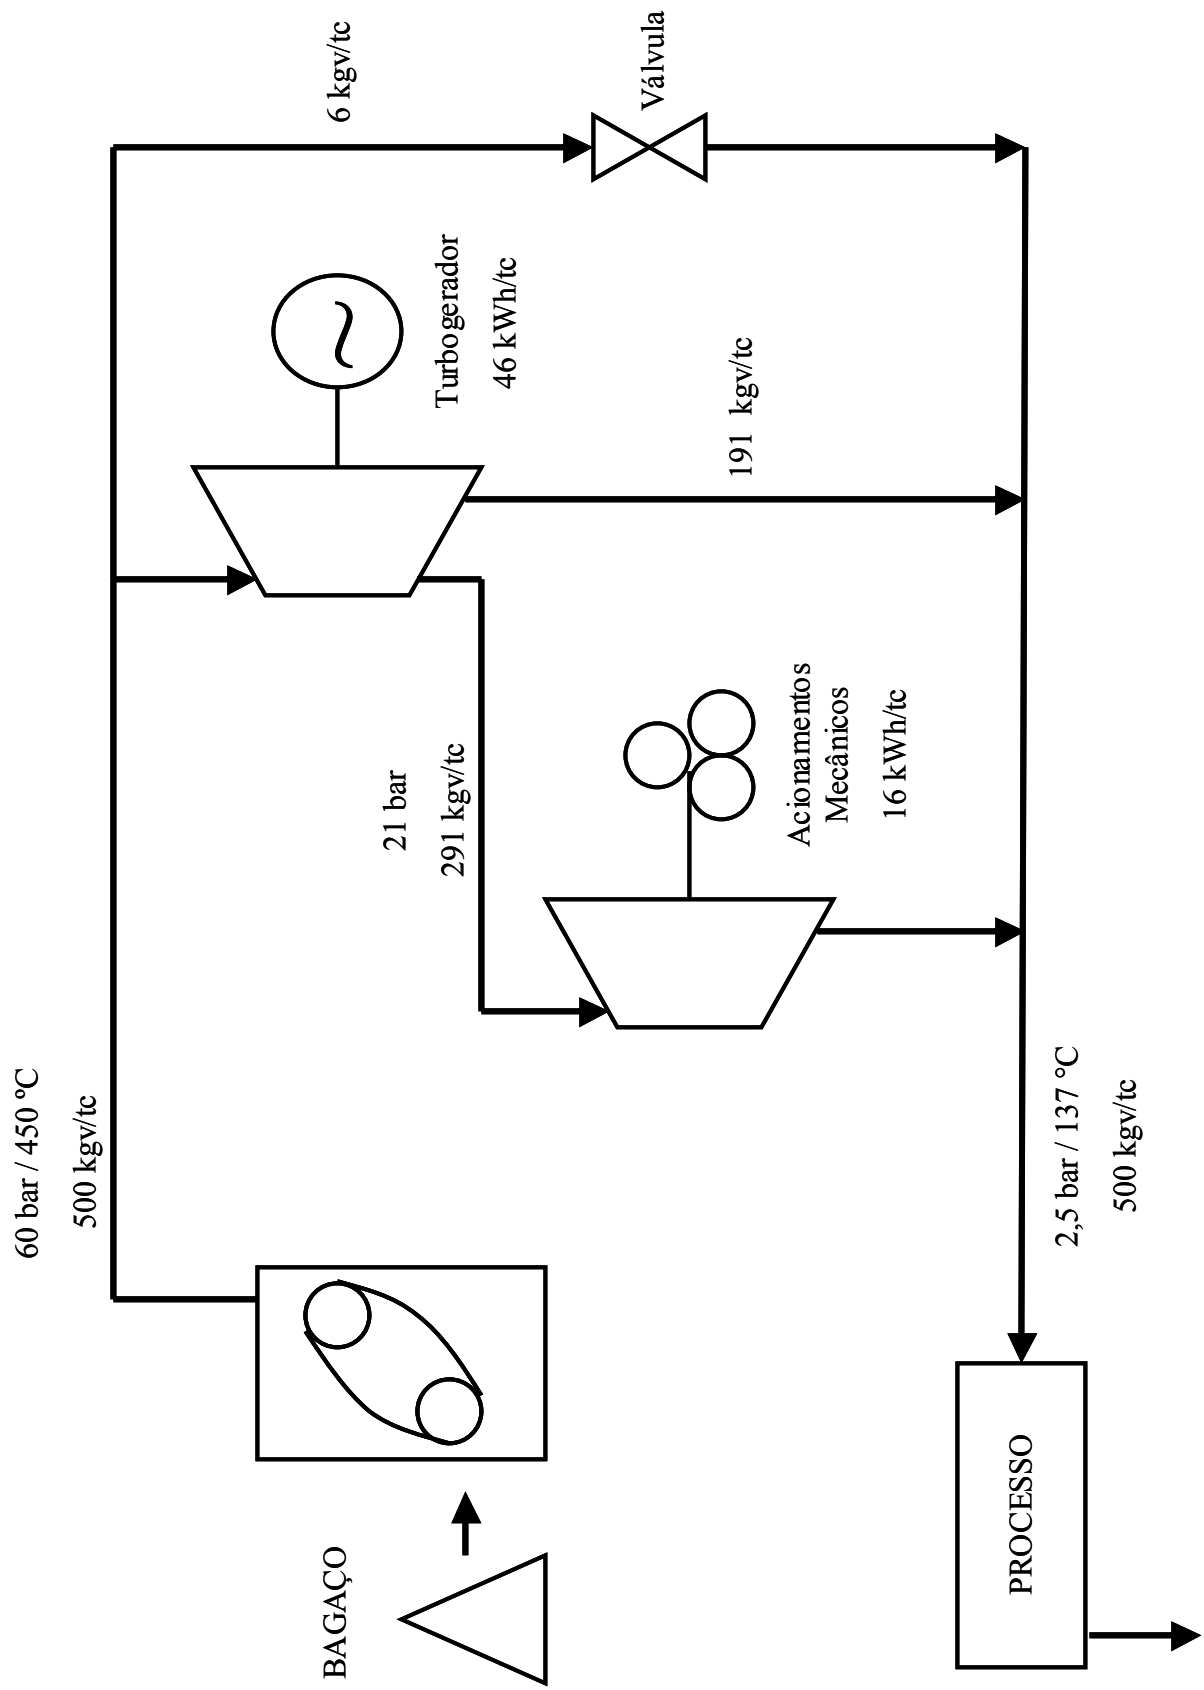 60 bar / 450 ºC
500 kgv/tc
6 kgv/tc
Válvula
Turbogerador
46 kWh/tc
191 kgv/tc
21 bar
291 kgv/tc
Acionamentos
Mecânicos
16 kWh/tc
2,5 bar / 137 °C
500 kgv/tc
BAGAÇO
PROCESSO